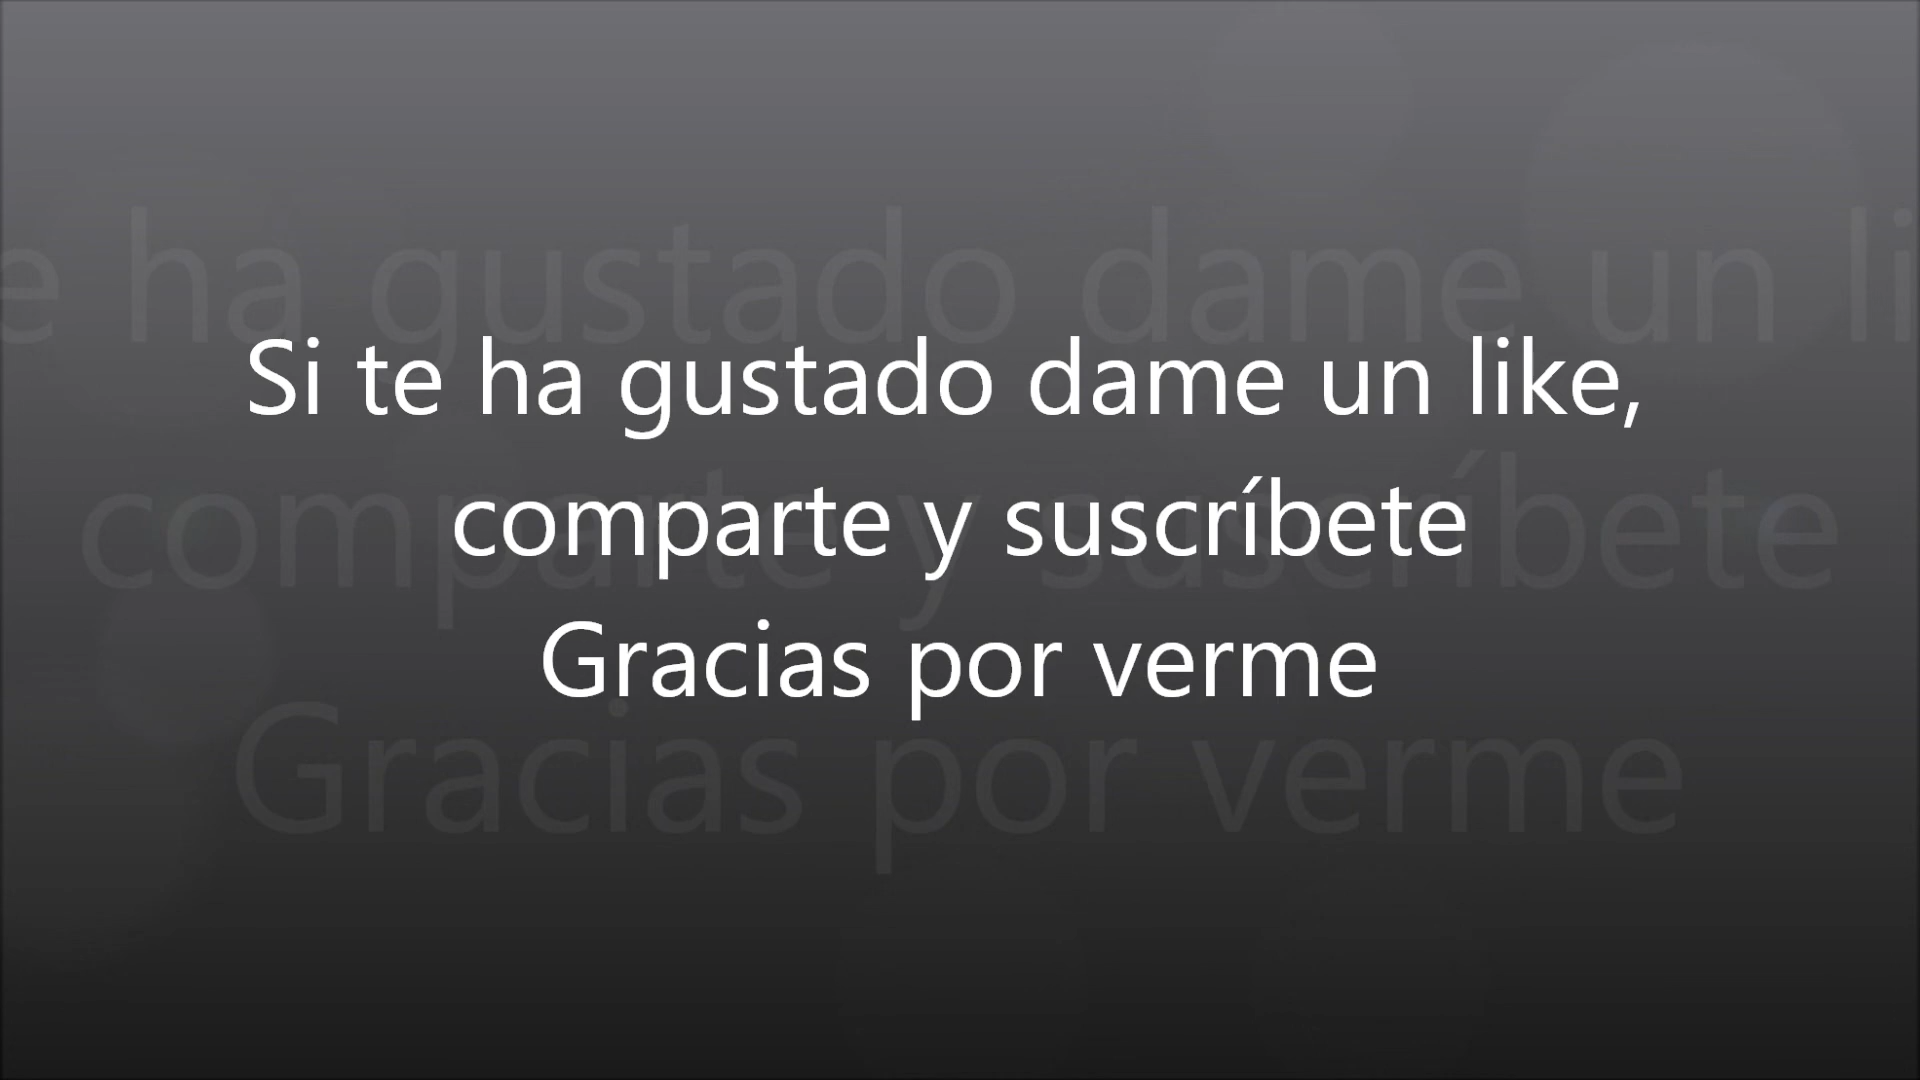 Si te ha gustado dame un like,
comparte y suscríbete
Gracias por verme